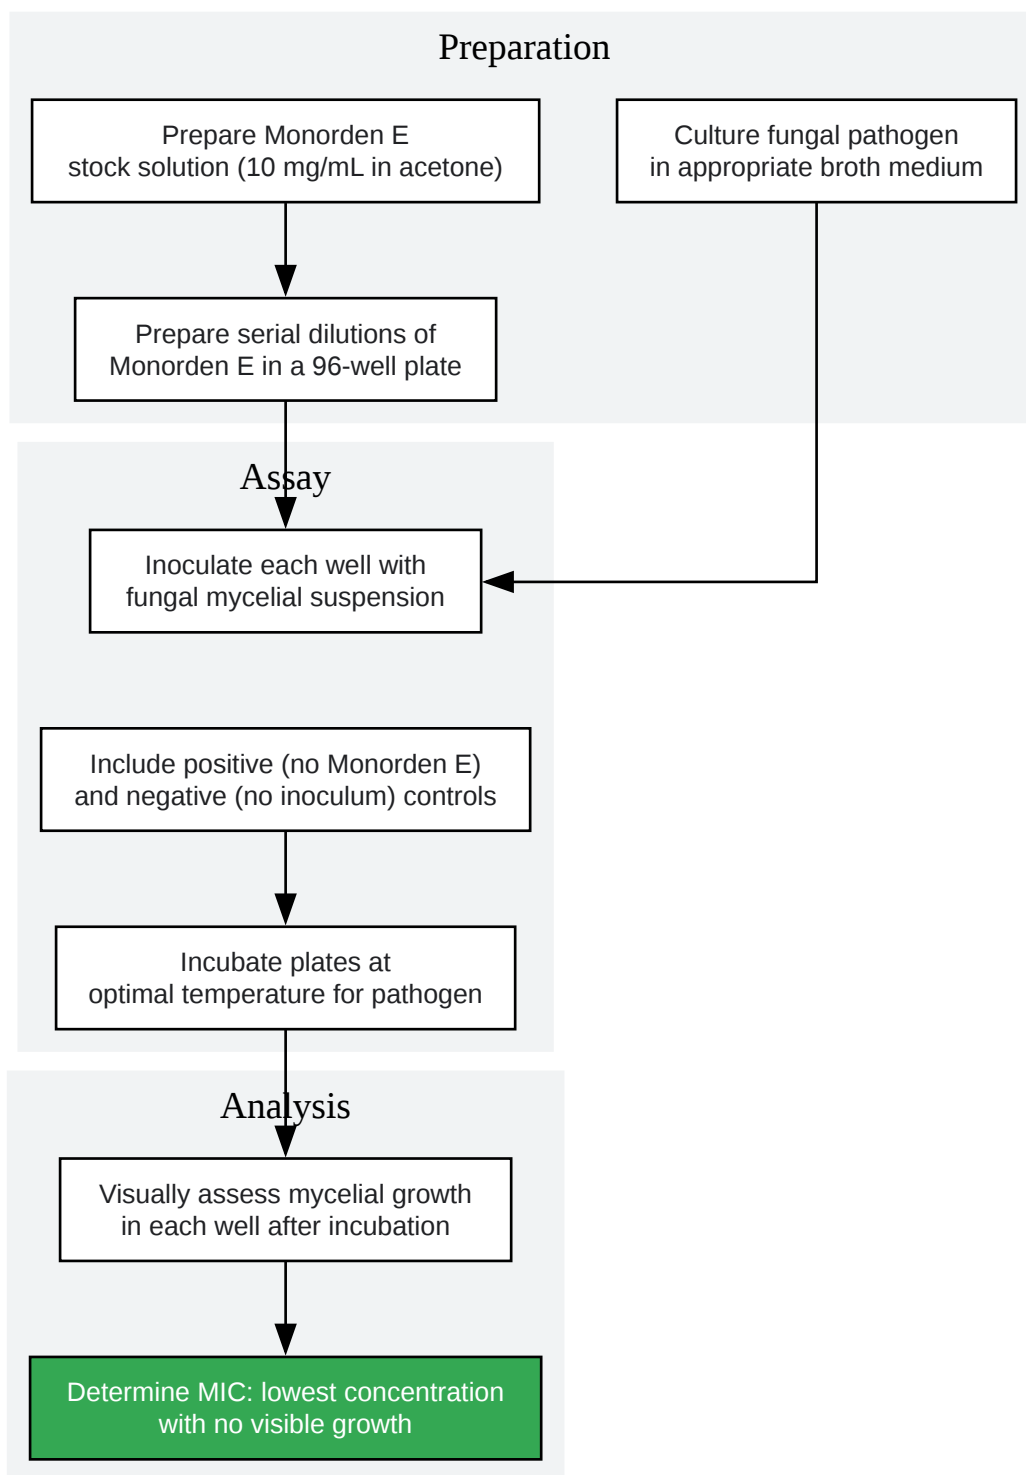 Preparation
Prepare Monorden E
stock solution (10 mg/mL in acetone)
Culture fungal pathogen
in appropriate broth medium
Prepare serial dilutions of
Monorden E in a 96-well plate
Assay
Inoculate each well with
fungal mycelial suspension
Include positive (no Monorden E)
and negative (no inoculum) controls
Incubate plates at
optimal temperature for pathogen
Analysis
Visually assess mycelial growth
in each well after incubation
Determine MIC: lowest concentration
with no visible growth